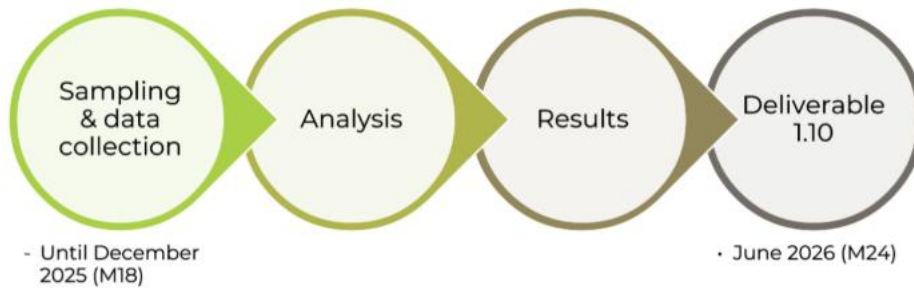 Sampling
& data
collection
Analysis
Results
Deliverable
1.10
- Until December
2025 (M18)
• June 2026 (M24)